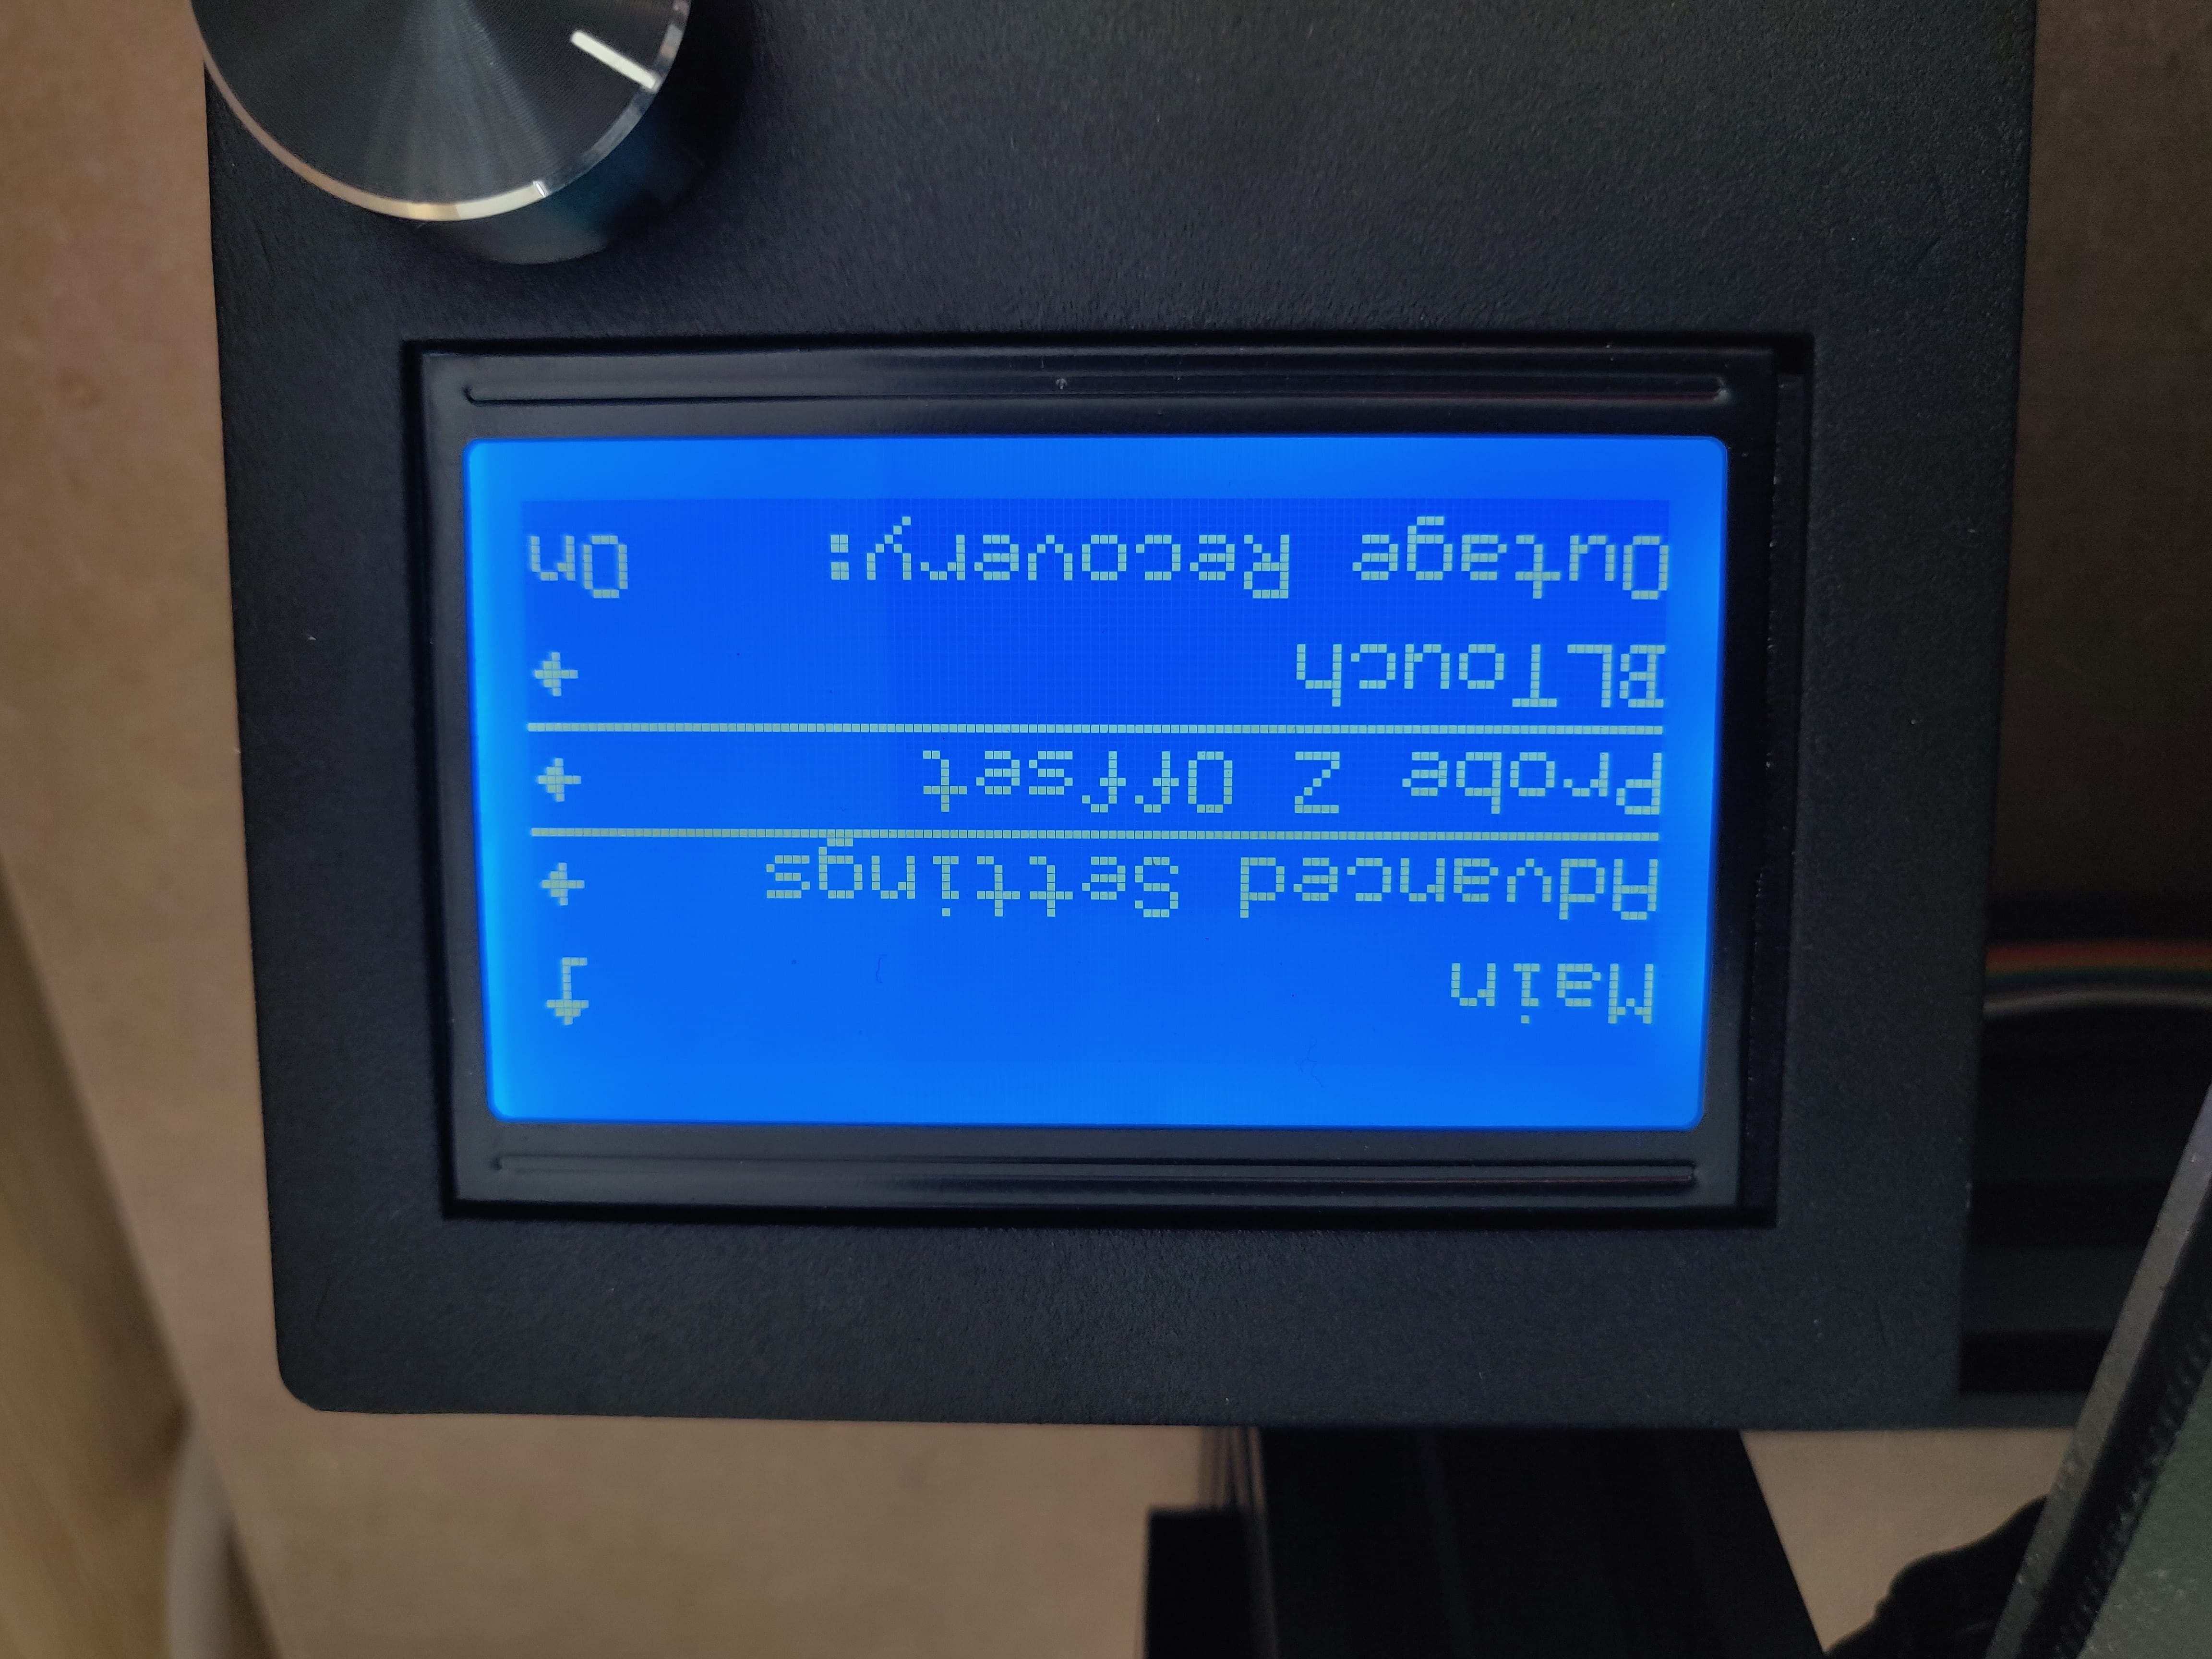 Main
Advanced Settings
Probe Z Offset
BLTouch
Outage Recovery: On